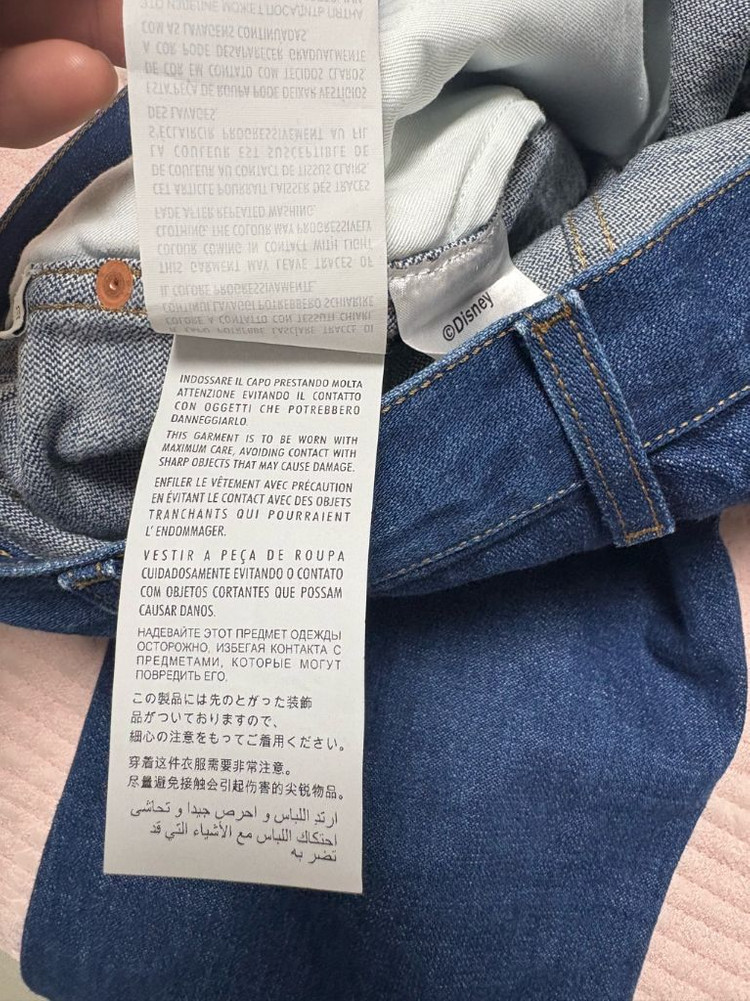 ЭТО ИЗДЕЛИЕ МОЖЕТ ПОСАДИТЬ ПЯТНА
COM AS LAVAGENS CONTINUADAS.
A COR PODE DESAPARECER GRADUALMENTE
DE COR EM CONTATO COM TECIDOS CLAROS.
ESTA PEÇA DE ROUPA PODE DEIXAR VESTÍGIOS
DES LAVAGES.
S'ÉCLAIRCIR PROGRESSIVEMENT AU FIL
LA COULEUR EST SUSCEPTIBLE DE
DE COULEUR AU CONTACT DE TISSUS CLAIRS.
CET ARTICLE POURRAIT LAISSER DES TRACES
FADE AFTER REPEATED WASHING.
CLOTHING. THE COLOUR MAY PROGRESSIVELY
COLOUR COMING IN CONTACT WITH LIGHT
THIS GARMENT MAY LEAVE TRACES OF
IL COLORE PROGRESSIVAMENTE.
CONTINUI LAVAGGI POTREBBERO SCHIARIRE
COLORE A CONTATTO CON TESSUTI CHIARI.
IL CAPO POTREBBE LASCIARE TRACCE DI
©Disney
INDOSSARE IL CAPO PRESTANDO MOLTA
ATTENZIONE EVITANDO IL CONTATTO
CON OGGETTI CHE POTREBBERO
DANNEGGIARLO.
THIS GARMENT IS TO BE WORN WITH
MAXIMUM CARE, AVOIDING CONTACT WITH
SHARP OBJECTS THAT MAY CAUSE DAMAGE.
ENFILER LE VÊTEMENT AVEC PRÉCAUTION
EN ÉVITANT LE CONTACT AVEC DES OBJETS
TRANCHANTS QUI POURRAIENT
L' ENDOMMAGER.
VESTIR A PEÇA DE ROUPA
CUIDADOSAMENTE EVITANDO O CONTATO
COM OBJETOS CORTANTES QUE POSSAM
CAUSAR DANOS.
НАДЕВАЙТЕ ЭТОТ ПРЕДМЕТ ОДЕЖДЫ
ОСТОРОЖНО, ИЗБЕГАЯ КОНТАКТА С
ПРЕДМЕТАМИ, КОТОРЫЕ МОГУТ
ПОВРЕДИТЬ ЕГО.
この製品には先のとがった装飾
品がついておりますので、
細心の注意をもってご着用ください。
穿着这件衣服需要非常注意。
尽量避免接触会引起伤害的尖锐物品。
ارتد اللباس و احرص جيدا و تحاشى
احتكاك اللباس مع الأشياء التي قد
تضر به